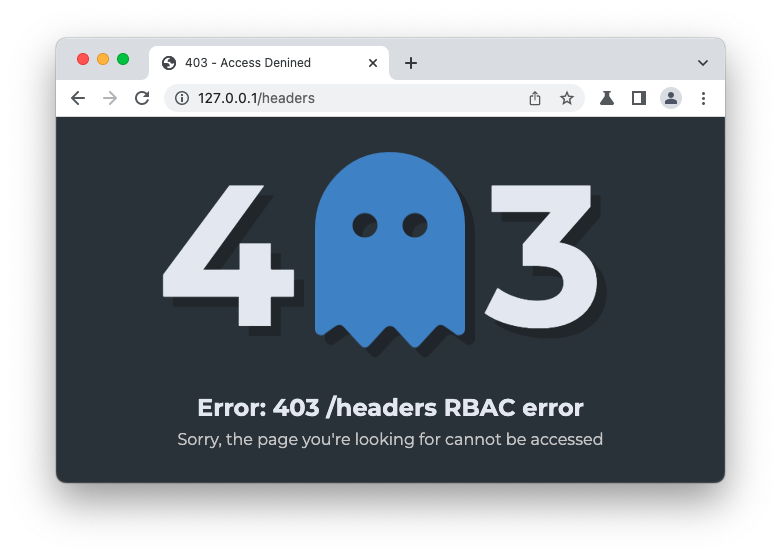 403 - Access Denined
127.0.0.1/headers
4 3
Error: 403 /headers RBAC error
Sorry, the page you're looking for cannot be accessed